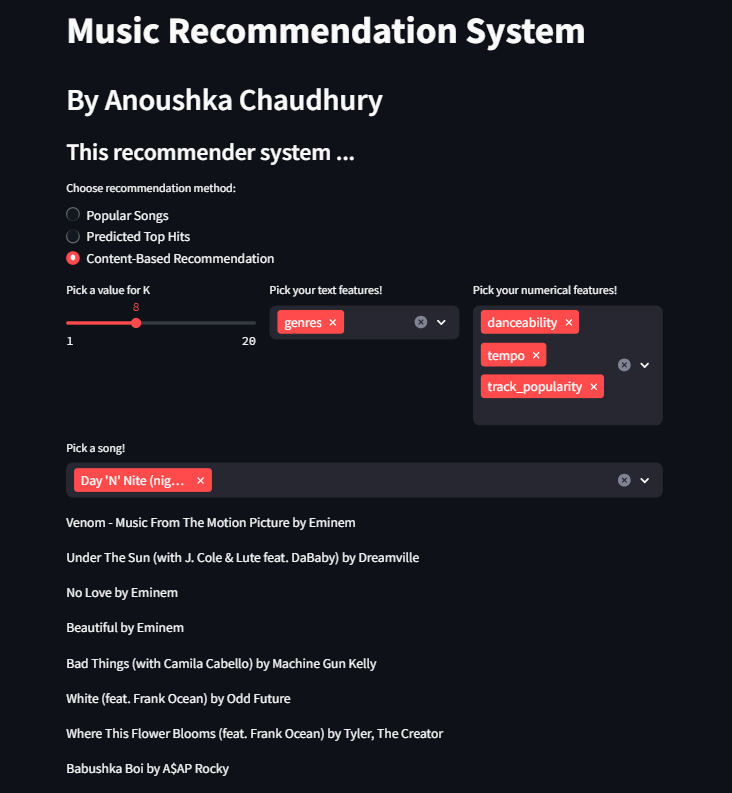 Music Recommendation System
By Anoushka Chaudhury
This recommender system ...
Choose recommendation method:
Popular Songs
Predicted Top Hits
Content-Based Recommendation
Pick a value for K
8
1 20
Pick your text features!
genres ×
Pick your numerical features!
danceability ×
tempo ×
track_popularity ×
Pick a song!
Day 'N' Nite (nig... ×
Venom - Music From The Motion Picture by Eminem
Under The Sun (with J. Cole & Lute feat. DaBaby) by Dreamville
No Love by Eminem
Beautiful by Eminem
Bad Things (with Camila Cabello) by Machine Gun Kelly
White (feat. Frank Ocean) by Odd Future
Where This Flower Blooms (feat. Frank Ocean) by Tyler, The Creator
Babushka Boi by A$AP Rocky